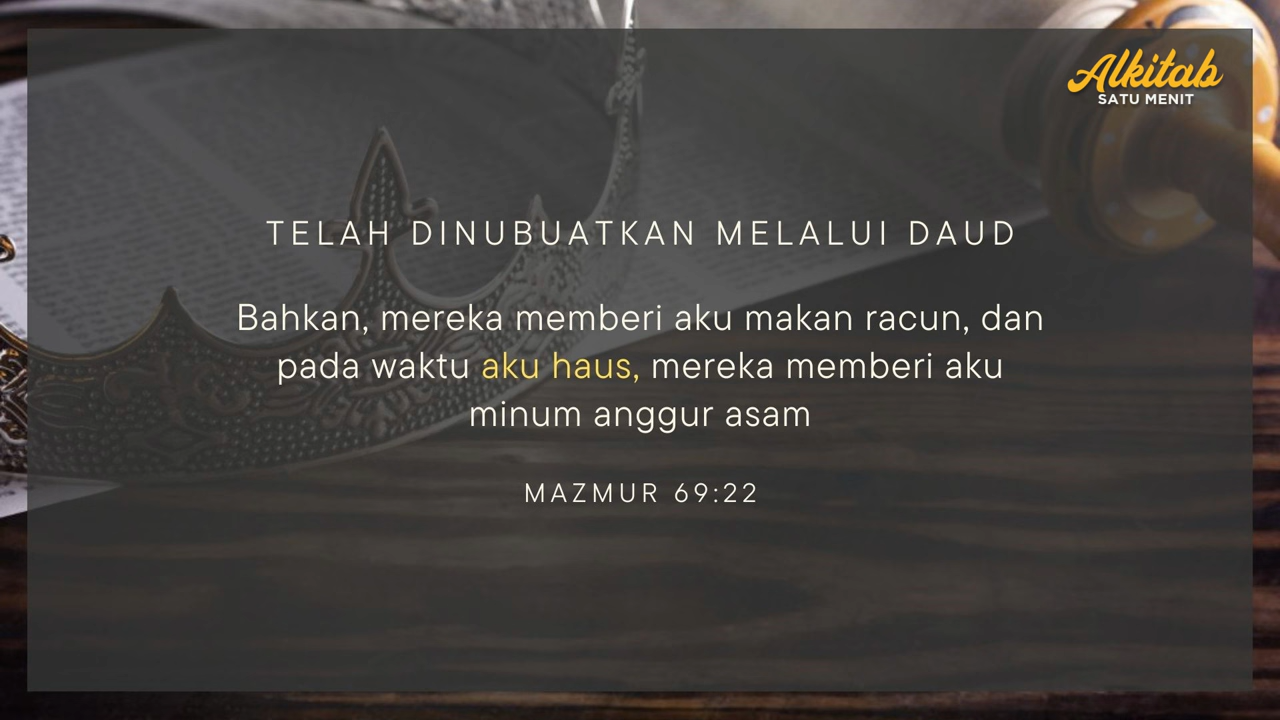 Alkitab
SATU MENIT
TELAH DINUBUATKAN MELALUI DAUD
Bahkan, mereka memberi aku makan racun, dan
pada waktu aku haus, mereka memberi aku
minum anggur asam
MAZMUR 69:22